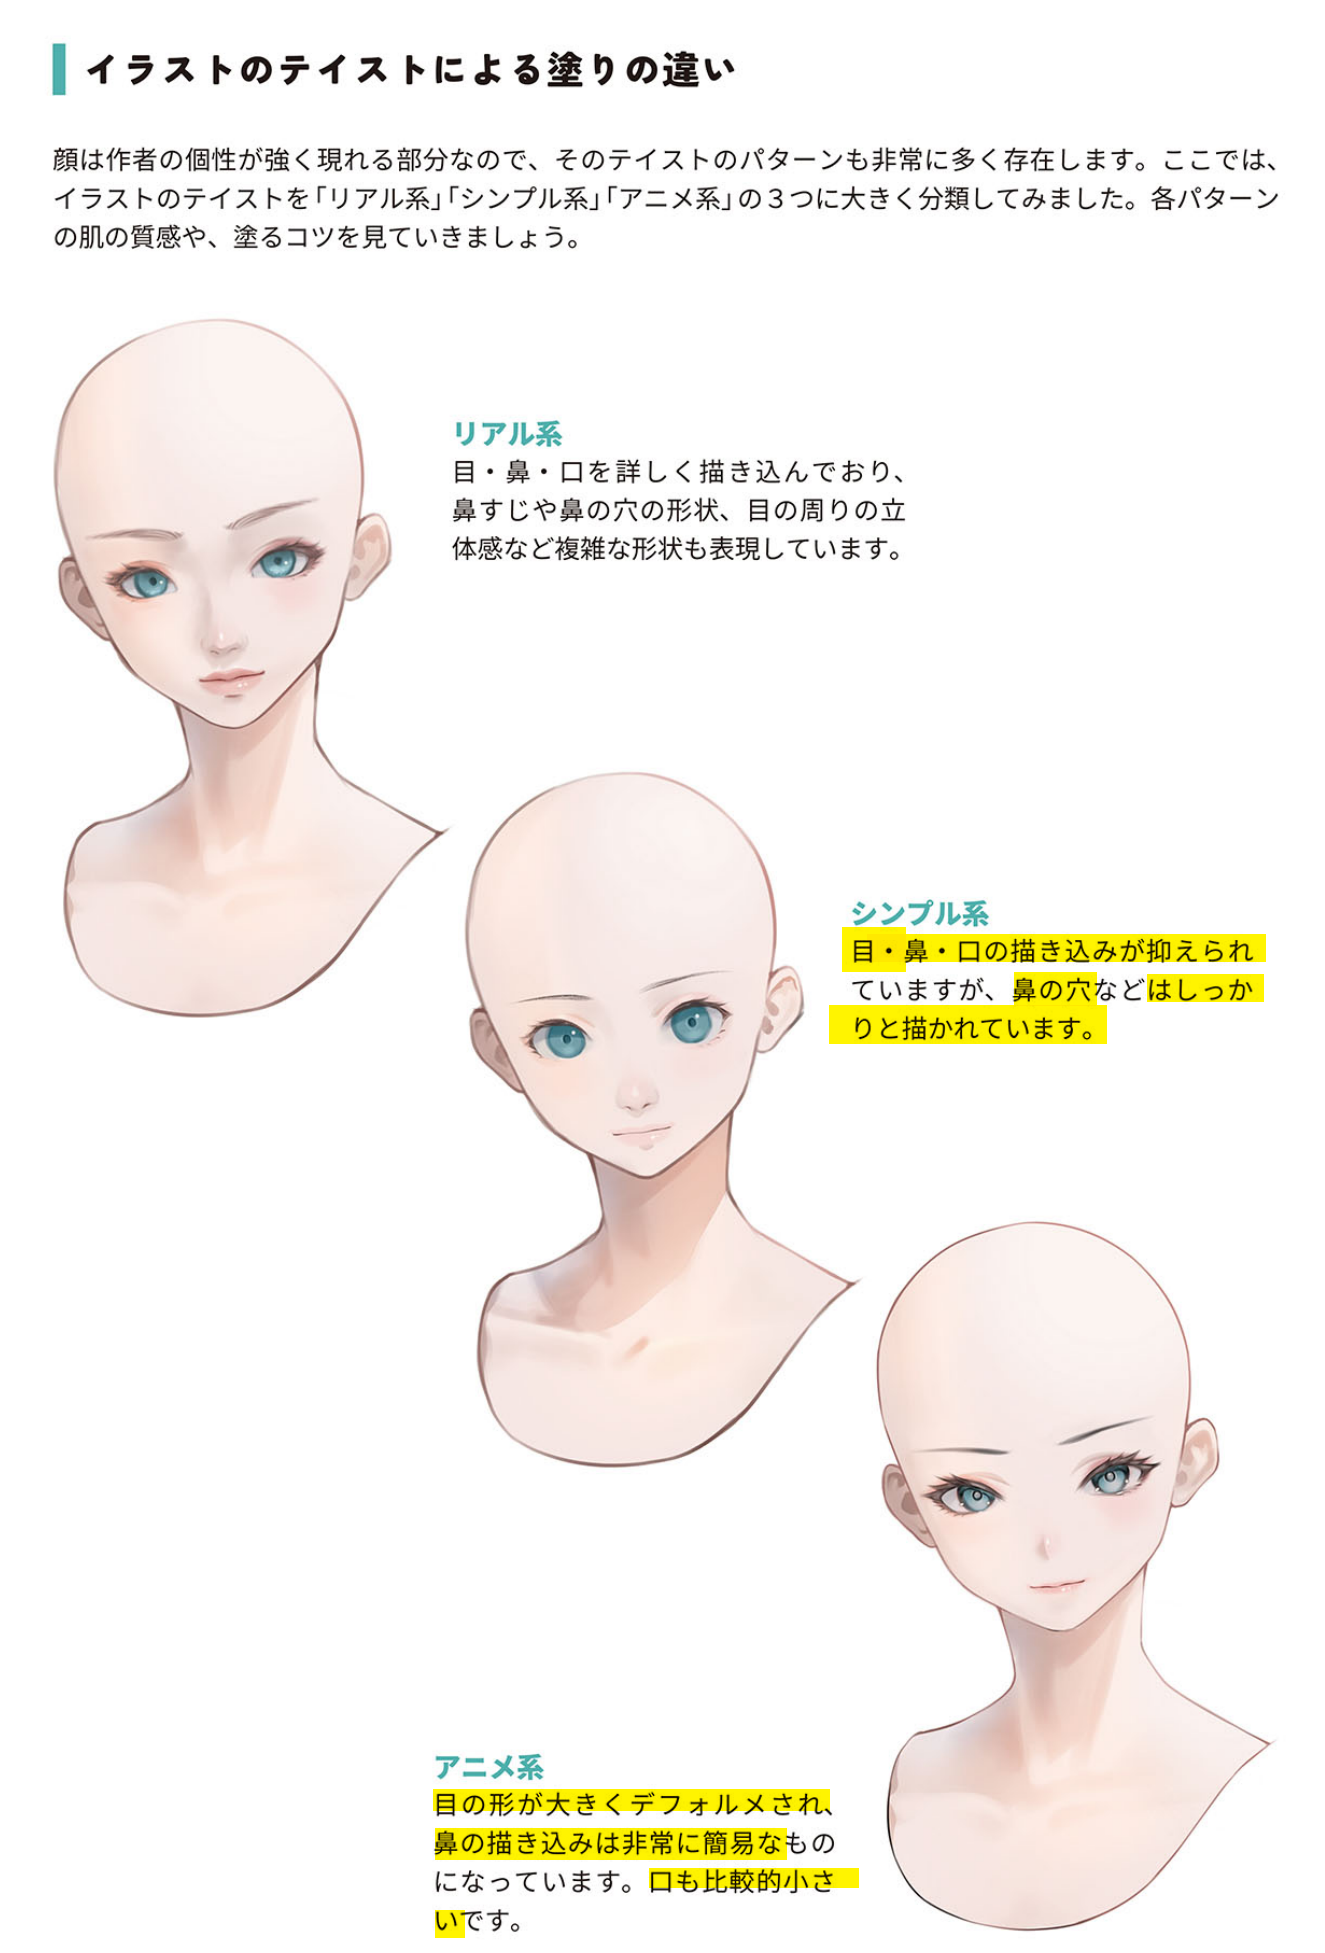 イラストのテイストによる塗りの違い
顔は作者の個性が強く現れる部分なので、そのテイストのパターンも非常に多く存在します。ここでは、
イラストのテイストを「リアル系」「シンプル系」「アニメ系」の３つに大きく分類してみました。各パターン
の肌の質感や、塗るコツを見ていきましょう。
リアル系
目・鼻・口を詳しく描き込んでおり、
鼻すじや鼻の穴の形状、目の周りの立
体感など複雑な形状も表現しています。
シンプル系
目・鼻・口の描き込みが抑えられ
ていますが、鼻の穴などはしっか
りと描かれています。
アニメ系
目の形が大きくデフォルメされ、
鼻の描き込みは非常に簡易なもの
になっています。口も比較的小さ
いです。